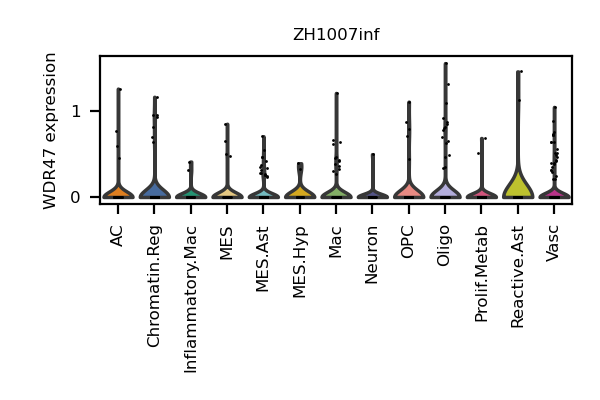 ZH1007inf
WDR47 expression
1
0
AC
Chromatin.Reg
Inflammatory.Mac
MES
MES.Ast
MES.Hyp
Mac
Neuron
OPC
Oligo
Prolif.Metab
Reactive.Ast
Vasc